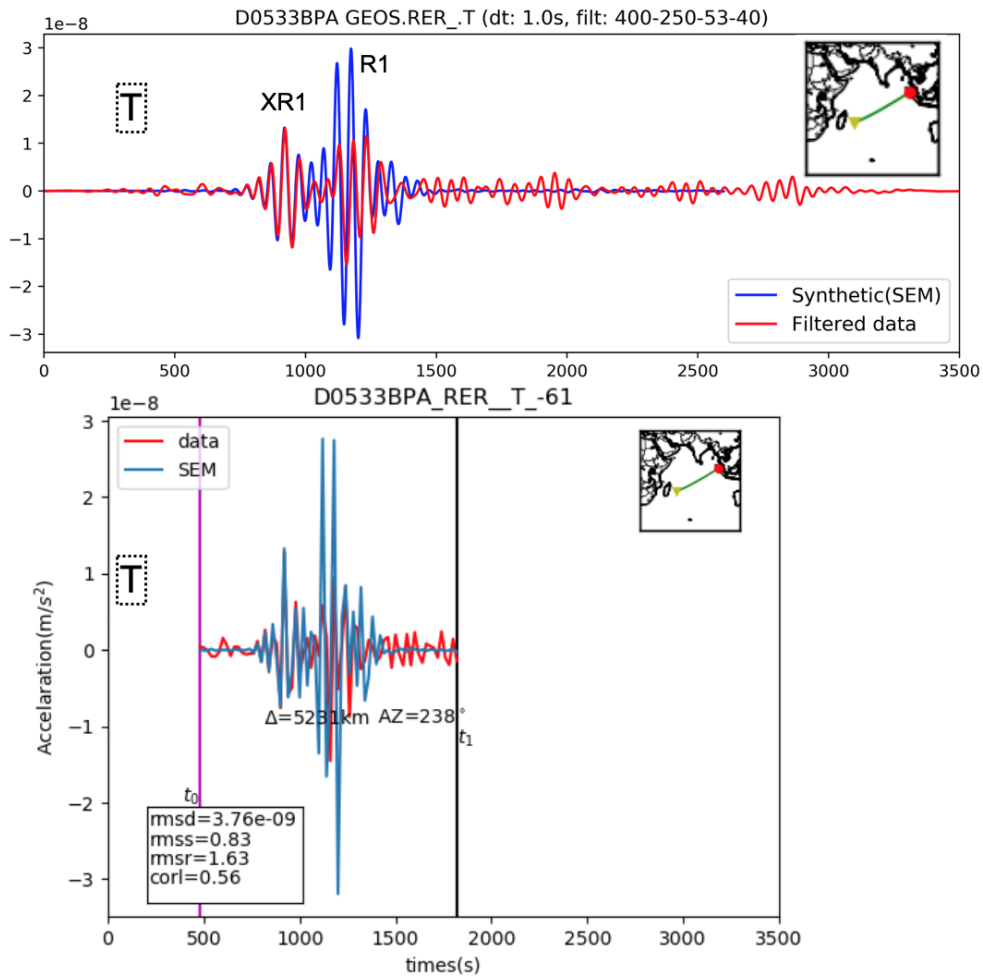 D0533BPA GEOS.RER_.T (dt: 1.0s, filt: 400-250-53-40)
1e−8
3
2
1
0
−1
−2
−3
T
XR1
R1
Synthetic(SEM)
Filtered data
0 500 1000 1500 2000 2500 3000 3500
D0533BPA_RER__T_-61
1e−8
data
SEM
T
3
2
1
0
−1
−2
−3
Accelaration(m/s²)
Δ=5231km AZ=238°
t₁
t₀
rmsd=3.76e-09
rmss=0.83
rmsr=1.63
corl=0.56
0 500 1000 1500 2000 2500 3000 3500
times(s)